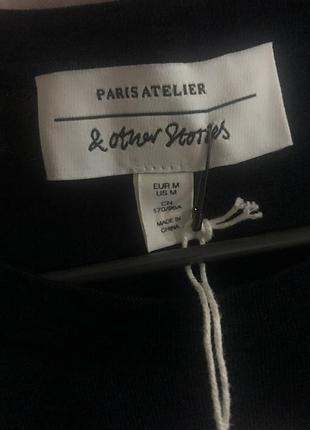 PARIS ATELIER
& Other Stories
EUR M
US M
CN
170/96A
MADE IN
CHINA